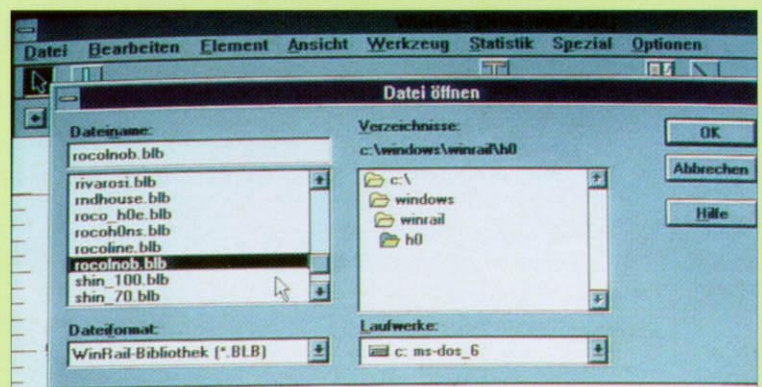 Datei Bearbeiten Element Ansicht Werkzeug Statistik Spezial Optionen
Datei öffnen
Dateiname:
rocolnob.blb
rivarosi.blb
rndhouse.blb
roco_h0e.blb
rocoh0ns.blb
rocoline.blb
rocolnob.blb
shin_100.blb
shin_70.blb
Dateiformat:
WinRail-Bibliothek (*.BLB)
Verzeichnisse:
c:\windows\winrail\h0
c:\
windows
winrail
h0
Laufwerke:
c: ms-dos_6
OK
Abbrechen
Hilfe